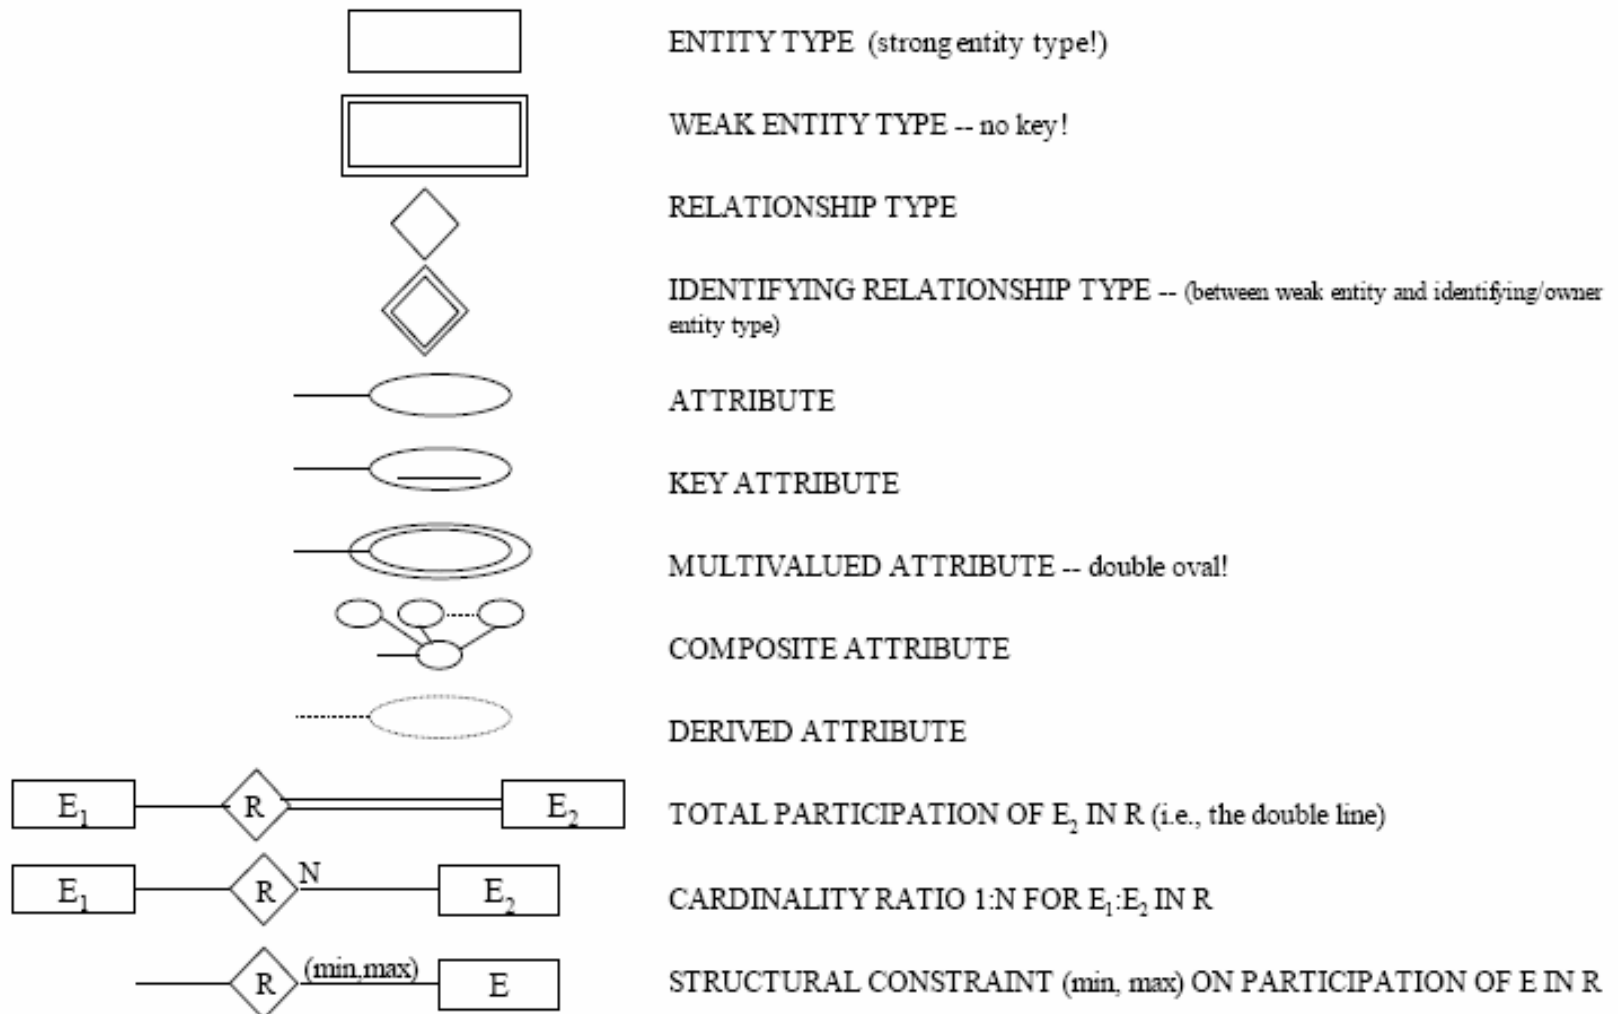 ENTITY TYPE (strong entity type!)
WEAK ENTITY TYPE -- no key!
RELATIONSHIP TYPE
IDENTIFYING RELATIONSHIP TYPE -- (between weak entity and identifying/owner
entity type)
ATTRIBUTE
KEY ATTRIBUTE
MULTIVALUED ATTRIBUTE -- double oval!
COMPOSITE ATTRIBUTE
DERIVED ATTRIBUTE
E₁ R E₂ TOTAL PARTICIPATION OF E₂ IN R (i.e., the double line)
E₁ R N E₂ CARDINALITY RATIO 1:N FOR E₁:E₂ IN R
R (min,max) E STRUCTURAL CONSTRAINT (min, max) ON PARTICIPATION OF E IN R